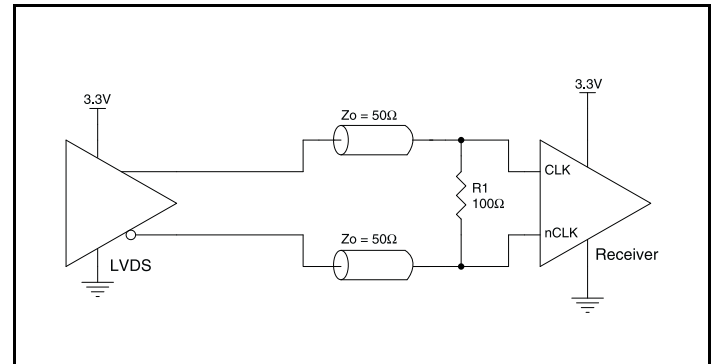 3.3V
3.3V
Zo = 50Ω
CLK
R1
100Ω
Zo = 50Ω
nCLK
Receiver
LVDS